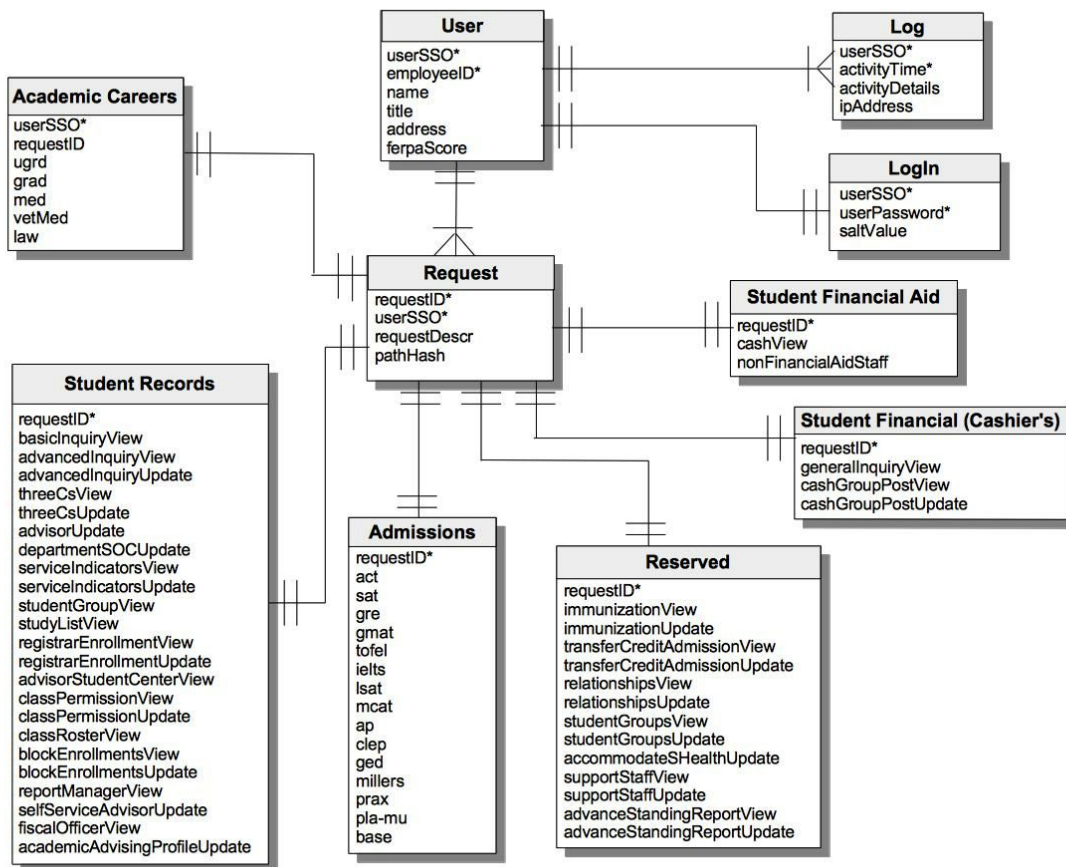 User
userSSO*
employeeID*
name
title
address
ferpaScore
Log
userSSO*
activityTime*
activityDetails
ipAddress
Academic Careers
userSSO*
requestID
ugrd
grad
med
vetMed
law
LogIn
userSSO*
userPassword*
saltValue
Request
requestID*
userSSO*
requestDescr
pathHash
Student Financial Aid
requestID*
cashView
nonFinancialAidStaff
Student Records
requestID*
basicInquiryView
advancedInquiryView
advancedInquiryUpdate
threeCsView
threeCsUpdate
advisorUpdate
departmentSOCUpdate
serviceIndicatorsView
serviceIndicatorsUpdate
studentGroupView
studyListView
registrarEnrollmentView
registrarEnrollmentUpdate
advisorStudentCenterView
classPermissionView
classPermissionUpdate
classRosterView
blockEnrollmentsView
blockEnrollmentsUpdate
reportManagerView
selfServiceAdvisorUpdate
fiscalOfficerView
academicAdvisingProfileUpdate
Student Financial (Cashier's)
requestID*
generalInquiryView
cashGroupPostView
cashGroupPostUpdate
Admissions
requestID*
act
sat
gre
gmat
tofel
ielts
lsat
mcat
ap
clep
ged
millers
prax
pla-mu
base
Reserved
requestID*
immunizationView
immunizationUpdate
transferCreditAdmissionView
transferCreditAdmissionUpdate
relationshipsView
relationshipsUpdate
studentGroupsView
studentGroupsUpdate
accommodateSHealthUpdate
supportStaffView
supportStaffUpdate
advanceStandingReportView
advanceStandingReportUpdate